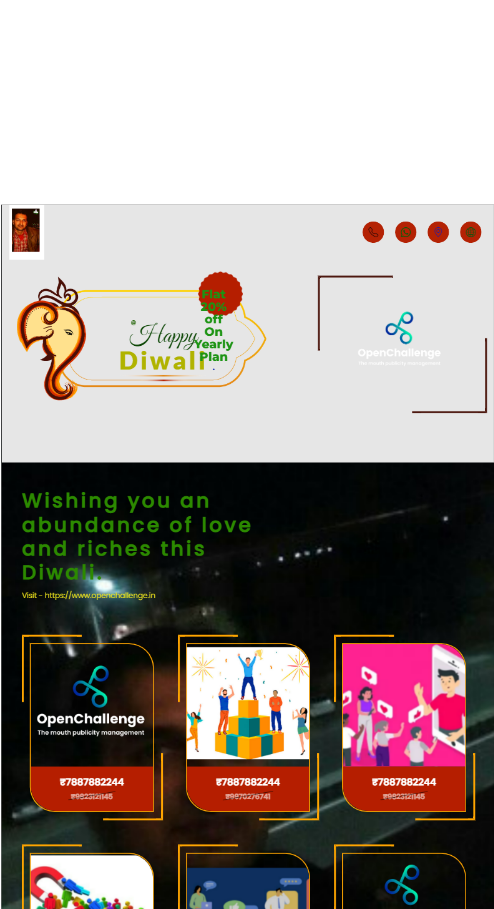 Flat
20%
off
On
Yearly
Plan
Happy
Diwali
OpenChallenge
The mouth publicity management
Wishing you an
abundance of love
and riches this
Diwali.
Visit - https://www.openchallenge.in
OpenChallenge
The mouth publicity management
₹7887882244
₹9823121145
₹7887882244
₹9870276741
₹7887882244
₹9823121145